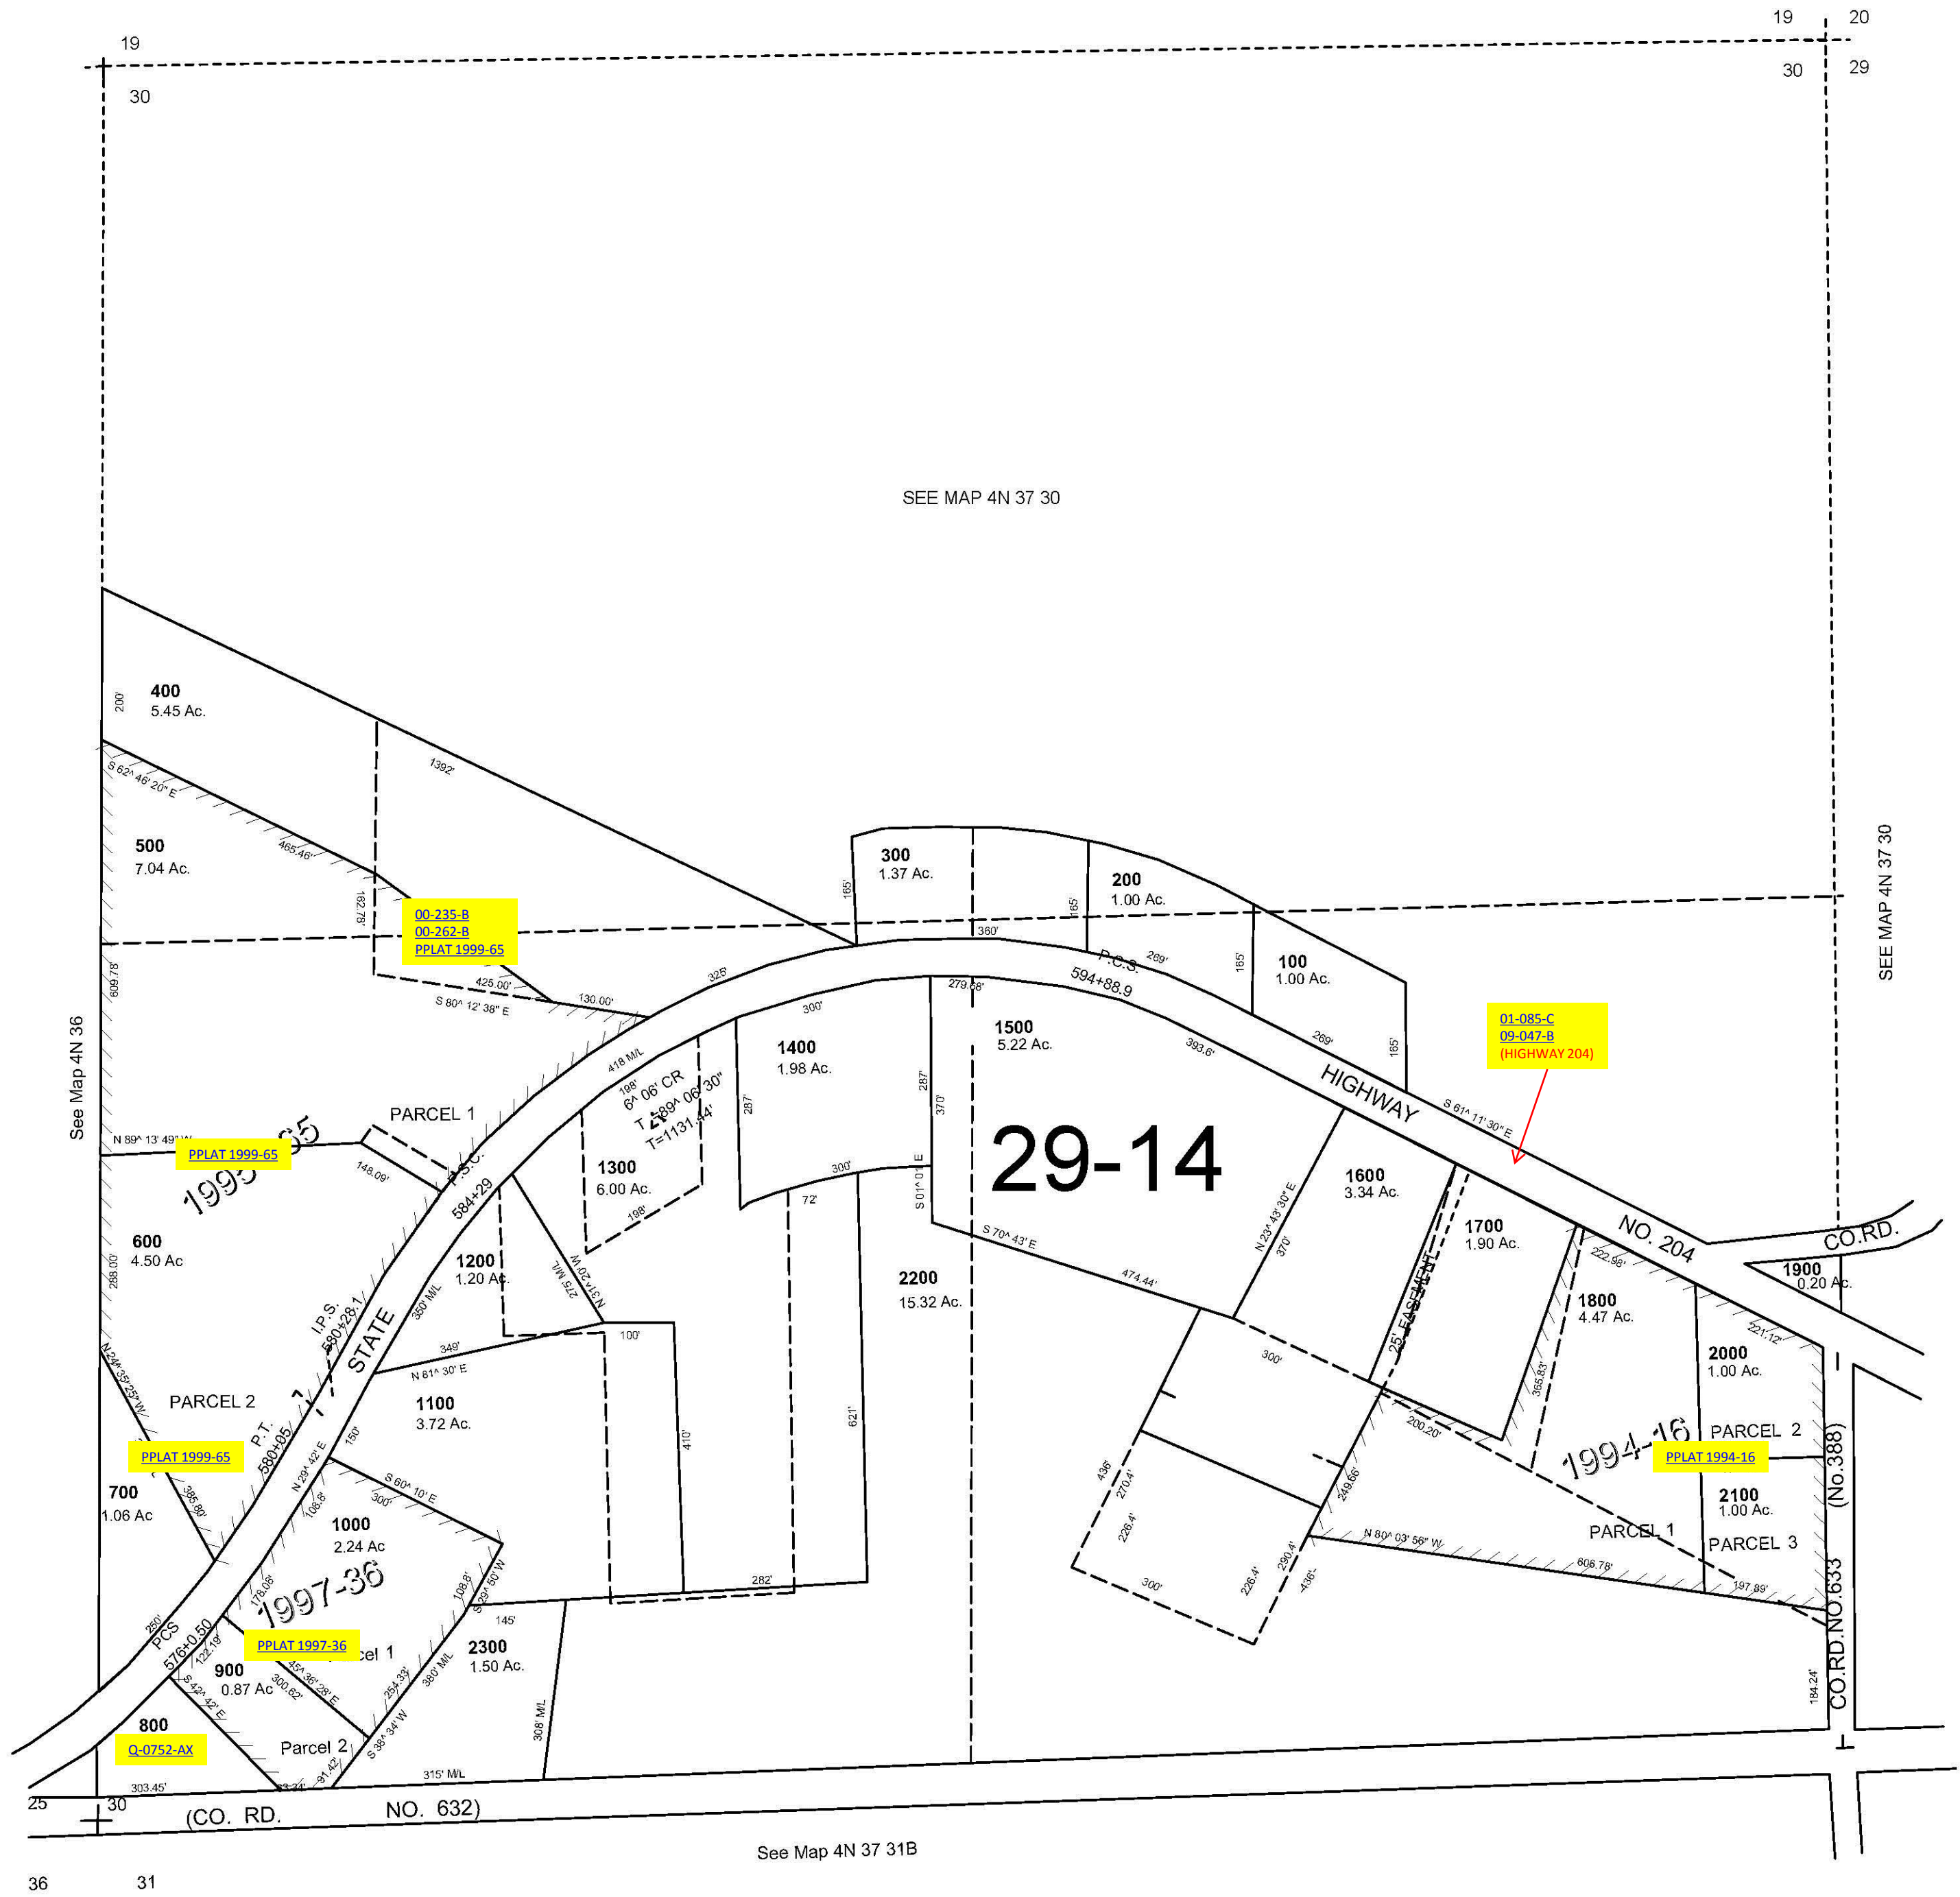 19
19 20
30
30 29
SEE MAP 4N 37 30
400
5.45 Ac.
200'
1392'
S 62^ 46' 20" E
465.46'
500
7.04 Ac.
162.78'
00-235-B
00-262-B
PPLAT 1999-65
425.00'
S 80^ 12' 38" E
130.00'
609.78'
300
1.37 Ac.
165'
200
1.00 Ac.
165'
360'
325'
P.C.S.
594+88.9
269'
165'
100
1.00 Ac.
269'
165'
279.68'
300'
SEE MAP 4N 37 30
01-085-C
09-047-B
(HIGHWAY 204)
See Map 4N 36
1500
5.22 Ac.
393.6'
1400
1.98 Ac.
287'
287'
370'
418 M/L
198'
6^ 06' CR
T=1131.44'
HIGHWAY
S 61^ 11' 30" E
PARCEL 1
N 89^ 13' 49" W
PPLAT 1999-65
148.09'
P.S.C.
584+29
1300
6.00 Ac.
198'
29-14
300'
72'
S 01^ 01 E
1600
3.34 Ac.
N 23^ 43' 30" E
370'
1700
1.90 Ac.
NO. 204
CO.RD.
S 70^ 43' E
474.44'
222.98'
600
4.50 Ac
288.00'
1200
1.20 Ac.
275 M/L
N 31^ 20' W
2200
15.32 Ac.
25' EASEMENT
1800
4.47 Ac.
1900
0.20 Ac.
I.P.S.
580+28.1
STATE
350' M/L
349'
N 81^ 30' E
100'
300'
221.12'
2000
1.00 Ac.
N 24^ 35' 25" W
PARCEL 2
1100
3.72 Ac.
365.83'
P.T.
580+05
150'
N 29^ 42' E
410'
621'
200.20'
1994-16
PARCEL 2
PPLAT 1994-16
(No.388)
PPLAT 1999-65
385.80'
S 60^ 10' E
300'
436'
270.4'
226.4'
249.66'
700
1.06 Ac
108.8'
1000
2.24 Ac
2100
1.00 Ac.
PARCEL 1
PARCEL 3
N 80^ 03' 56" W
606.78'
197.89'
1997-36
178.08'
108.8'
S 29^ 50' W
282'
300'
226.4'
290.4'
-436'-
250'
PCS
576+0.50
122.19'
145'
PPLAT 1997-36
2300
1.50 Ac.
900
0.87 Ac
45^ 36' 28" E
300.62'
254.33'
380' M/L
S 42^ 42' E
S 38^ 34' W
308' M/L
CO.RD.NO.633
184.24'
800
Q-0752-AX
Parcel 2
91.42'
303.45'
315' M/L
25 30
(CO. RD. NO. 632)
See Map 4N 37 31B
36 31